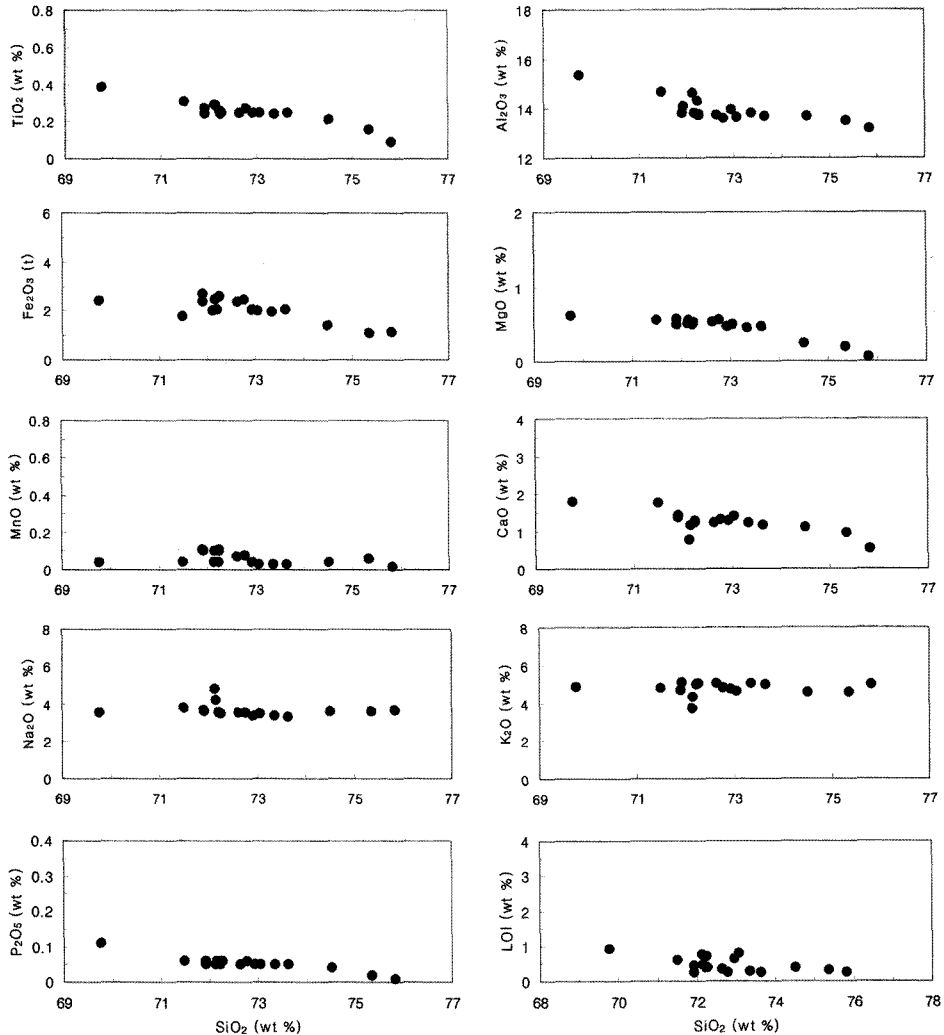 TiO₂ (wt %)
0.8
0.6
0.4
0.2
0
69 71 73 75 77
Al₂O₃ (wt %)
18
16
14
12
69 71 73 75 77
Fe₂O₃ (t)
6
4
2
0
69 71 73 75 77
MgO (wt %)
2
1
0
69 71 73 75 77
MnO (wt %)
0.8
0.6
0.4
0.2
0
69 71 73 75 77
CaO (wt %)
4
3
2
1
0
69 71 73 75 77
Na₂O (wt %)
8
6
4
2
0
69 71 73 75 77
K₂O (wt %)
8
6
4
2
0
69 71 73 75 77
P₂O₅ (wt %)
0.4
0.3
0.2
0.1
0
69 71 73 75 77
SiO₂ (wt %)
LOI (wt %)
4
3
2
1
0
68 70 72 74 76 78
SiO₂ (wt %)